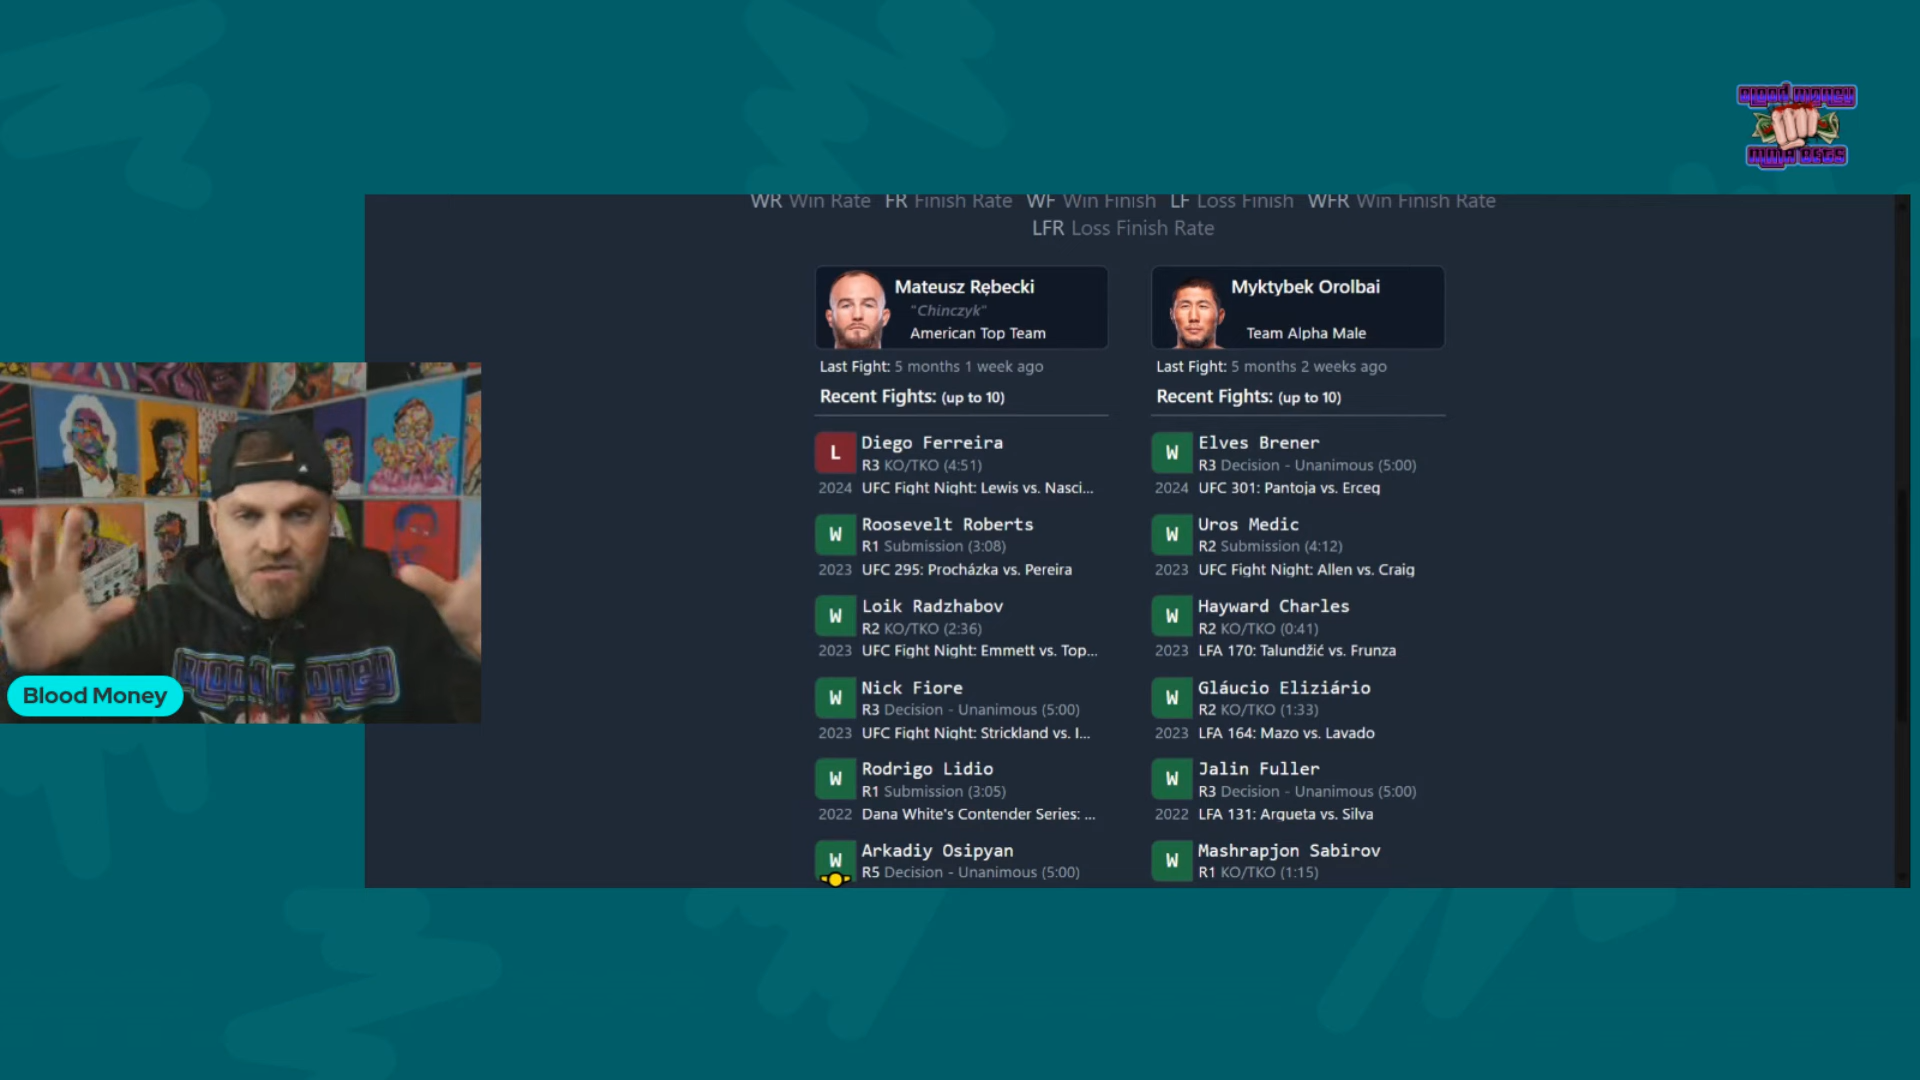 BLOOD MONEY
MMA BETS
WR Win Rate FR Finish Rate WF Win Finish LF Loss Finish WFR Win Finish Rate
LFR Loss Finish Rate
Mateusz Rębecki
"Chinczyk"
American Top Team
Last Fight: 5 months 1 week ago
Recent Fights: (up to 10)
L Diego Ferreira
R3 KO/TKO (4:51)
2024 UFC Fight Night: Lewis vs. Nasci...
W Roosevelt Roberts
R1 Submission (3:08)
2023 UFC 295: Procházka vs. Pereira
W Loik Radzhabov
R2 KO/TKO (2:36)
2023 UFC Fight Night: Emmett vs. Top...
W Nick Fiore
R3 Decision - Unanimous (5:00)
2023 UFC Fight Night: Strickland vs. I...
W Rodrigo Lidio
R1 Submission (3:05)
2022 Dana White's Contender Series: ...
W Arkadiy Osipyan
R5 Decision - Unanimous (5:00)
Myktybek Orolbai
Team Alpha Male
Last Fight: 5 months 2 weeks ago
Recent Fights: (up to 10)
W Elves Brener
R3 Decision - Unanimous (5:00)
2024 UFC 301: Pantoja vs. Erceg
W Uros Medic
R2 Submission (4:12)
2023 UFC Fight Night: Allen vs. Craig
W Hayward Charles
R2 KO/TKO (0:41)
2023 LFA 170: Talundžić vs. Frunza
W Gláucio Eliziário
R2 KO/TKO (1:33)
2023 LFA 164: Mazo vs. Lavado
W Jalin Fuller
R3 Decision - Unanimous (5:00)
2022 LFA 131: Argueta vs. Silva
W Mashrapjon Sabirov
R1 KO/TKO (1:15)
BLOOD MONEY
Blood Money